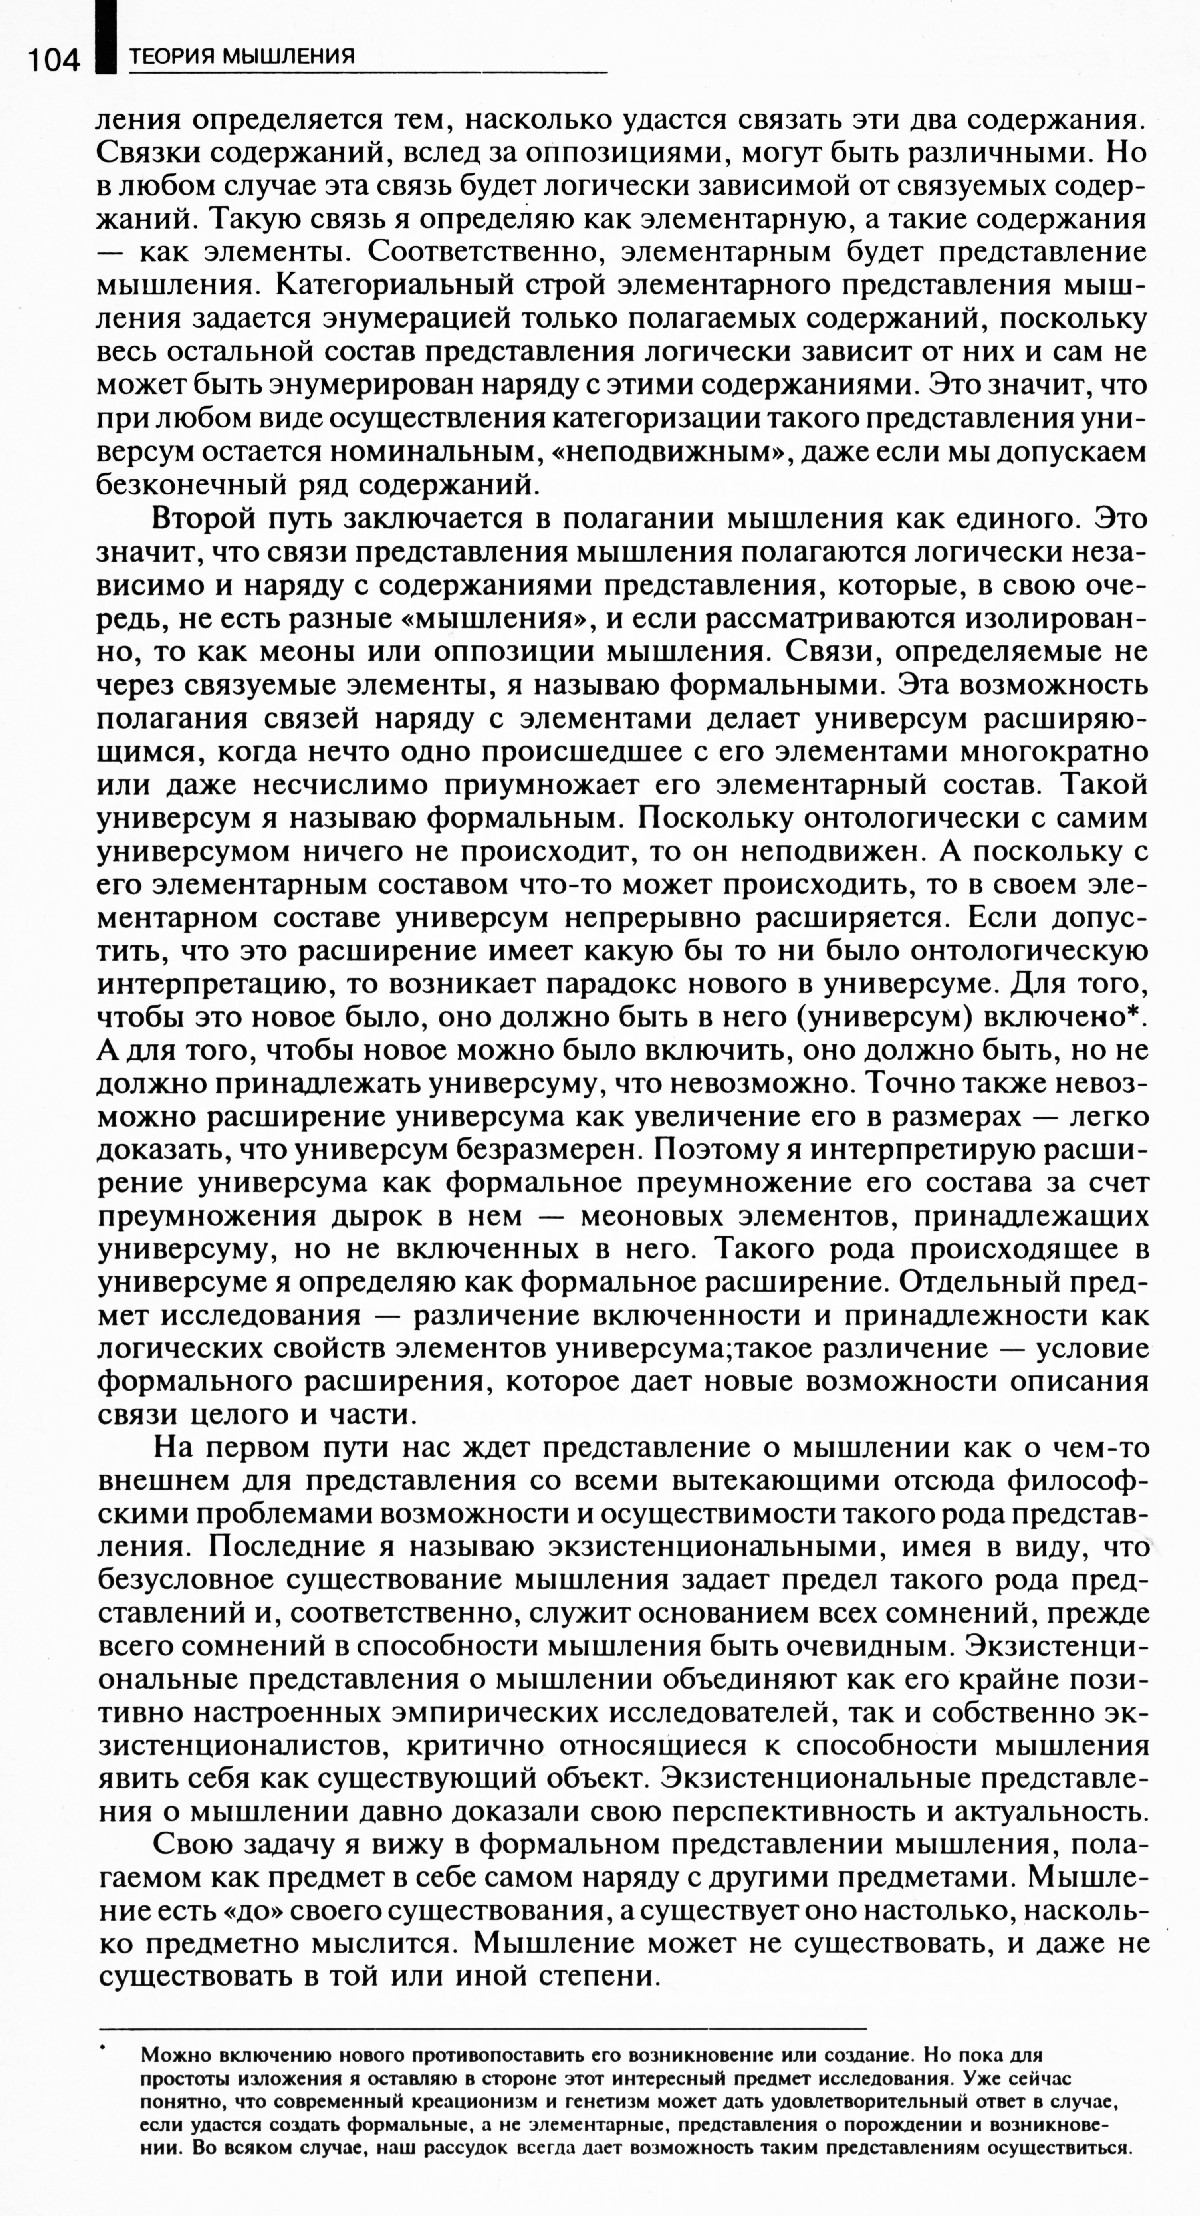 104
ТЕОРИЯ МЫШЛЕНИЯ
ления определяется тем, насколько удастся связать эти два содержания.
Связки содержаний, вслед за оппозициями, могут быть различными. Но
в любом случае эта связь будет логически зависимой от связуемых содер-
жаний. Такую связь я определяю как элементарную, а такие содержания
— как элементы. Соответственно, элементарным будет представление
мышления. Категориальный строй элементарного представления мыш-
ления задается энумерацией только полагаемых содержаний, поскольку
весь остальной состав представления логически зависит от них и сам не
может быть энумерирован наряду с этими содержаниями. Это значит, что
при любом виде осуществления категоризации такого представления уни-
версум остается номинальным, «неподвижным», даже если мы допускаем
безконечный ряд содержаний.
Второй путь заключается в полагании мышления как единого. Это
значит, что связи представления мышления полагаются логически неза-
висимо и наряду с содержаниями представления, которые, в свою оче-
редь, не есть разные «мышления», и если рассматриваются изолирован-
но, то как меоны или оппозиции мышления. Связи, определяемые не
через связуемые элементы, я называю формальными. Эта возможность
полагания связей наряду с элементами делает универсум расширяю-
щимся, когда нечто одно происшедшее с его элементами многократно
или даже несчислимо приумножает его элементарный состав. Такой
универсум я называю формальным. Поскольку онтологически с самим
универсумом ничего не происходит, то он неподвижен. А поскольку с
его элементарным составом что-то может происходить, то в своем эле-
ментарном составе универсум непрерывно расширяется. Если допус-
тить, что это расширение имеет какую бы то ни было онтологическую
интерпретацию, то возникает парадокс нового в универсуме. Для того,
чтобы это новое было, оно должно быть в него (универсум) включено*.
А для того, чтобы новое можно было включить, оно должно быть, но не
должно принадлежать универсуму, что невозможно. Точно также невоз-
можно расширение универсума как увеличение его в размерах — легко
доказать, что универсум безразмерен. Поэтому я интерпретирую расши-
рение универсума как формальное преумножение его состава за счет
преумножения дырок в нем — меоновых элементов, принадлежащих
универсуму, но не включенных в него. Такого рода происходящее в
универсуме я определяю как формальное расширение. Отдельный пред-
мет исследования — различение включенности и принадлежности как
логических свойств элементов универсума;такое различение — условие
формального расширения, которое дает новые возможности описания
связи целого и части.
На первом пути нас ждет представление о мышлении как о чем-то
внешнем для представления со всеми вытекающими отсюда философ-
скими проблемами возможности и осуществимости такого рода представ-
ления. Последние я называю экзистенциональными, имея в виду, что
безусловное существование мышления задает предел такого рода пред-
ставлений и, соответственно, служит основанием всех сомнений, прежде
всего сомнений в способности мышления быть очевидным. Экзистенци-
ональные представления о мышлении объединяют как его крайне пози-
тивно настроенных эмпирических исследователей, так и собственно эк-
зистенционалистов, критично относящиеся к способности мышления
явить себя как существующий объект. Экзистенциональные представле-
ния о мышлении давно доказали свою перспективность и актуальность.
Свою задачу я вижу в формальном представлении мышления, пола-
гаемом как предмет в себе самом наряду с другими предметами. Мышле-
ние есть «до» своего существования, а существует оно настолько, насколь-
ко предметно мыслится. Мышление может не существовать, и даже не
существовать в той или иной степени.
* Можно включению нового противопоставить его возникновение или создание. Но пока для
простоты изложения я оставляю в стороне этот интересный предмет исследования. Уже сейчас
понятно, что современный креационизм и генетизм может дать удовлетворительный ответ в случае,
если удастся создать формальные, а не элементарные, представления о порождении и возникнове-
нии. Во всяком случае, наш рассудок всегда дает возможность таким представлениям осуществиться.